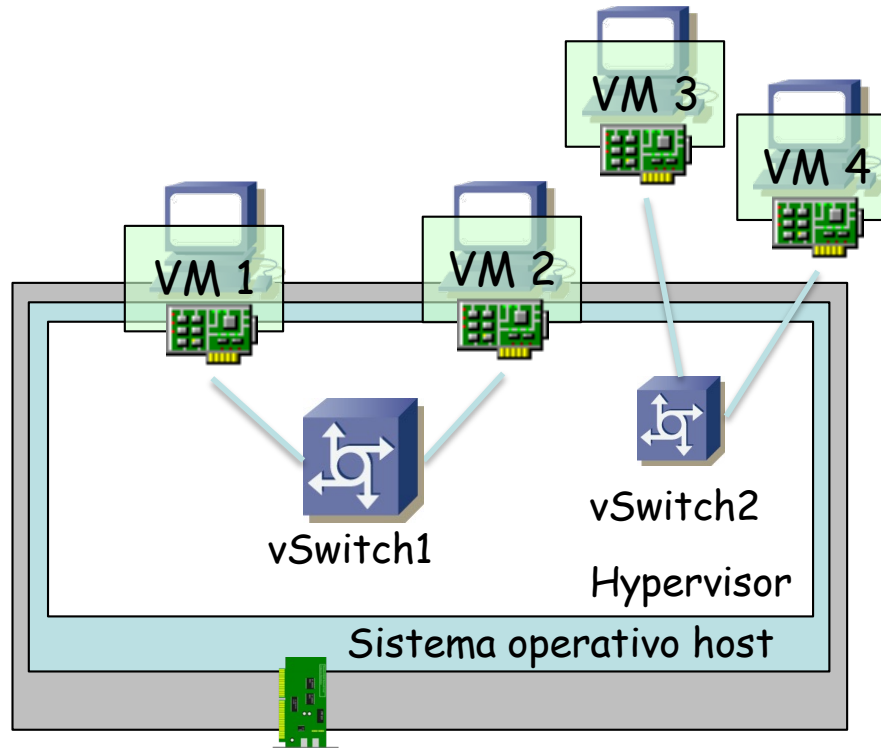 VM 3
VM 4
VM 1
VM 2
vSwitch1
vSwitch2
Hypervisor
Sistema operativo host